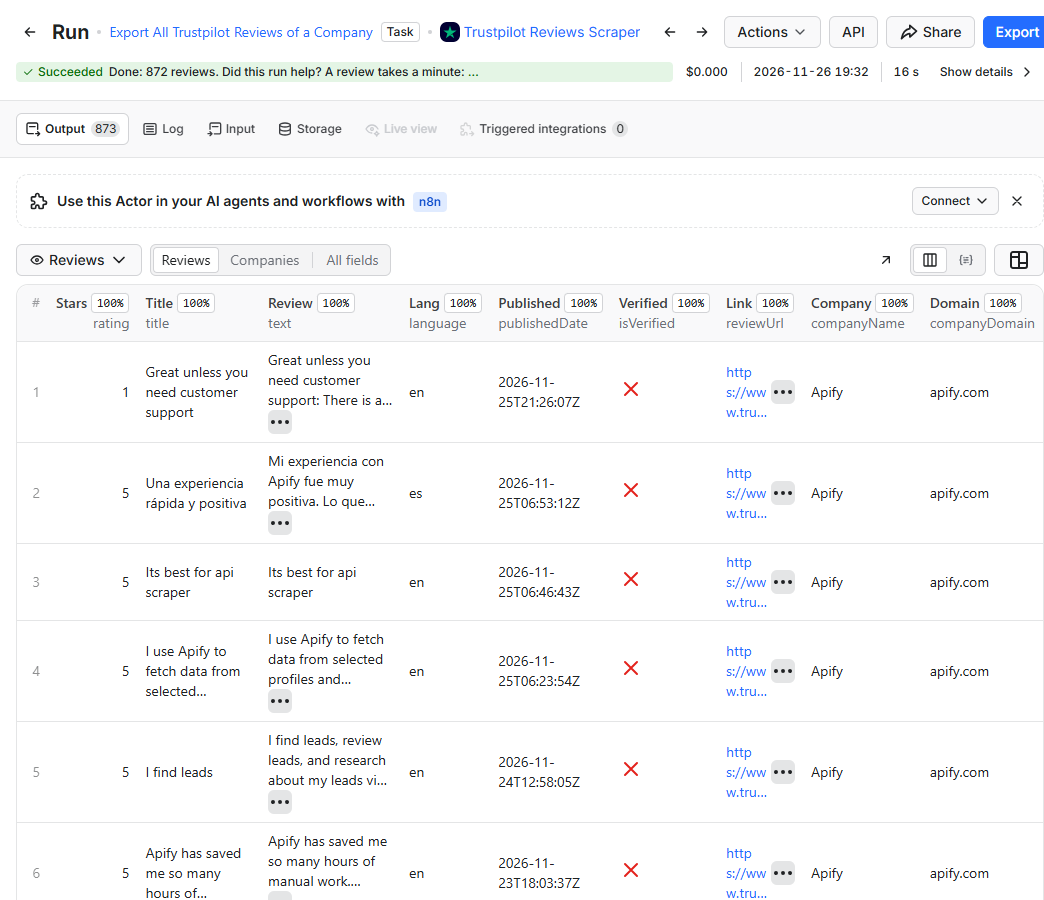 Run · Export All Trustpilot Reviews of a Company Task · Trustpilot Reviews Scraper Actions API Share Export
Succeeded Done: 872 reviews. Did this run help? A review takes a minute: ... $0.000 2026-11-26 19:32 16 s Show details
Output 873 Log Input Storage Live view Triggered integrations 0
Use this Actor in your AI agents and workflows with n8n Connect
Reviews Reviews Companies All fields
# Stars 100% Title 100% Review 100% Lang 100% Published 100% Verified 100% Link 100% Company 100% Domain 100%
rating title text language publishedDate isVerified reviewUrl companyName companyDomain
1
1
Great unless you
need customer
support
Great unless you
need customer
support: There is a...
en
2026-11-
25T21:26:07Z
http
s://ww
w.tru...
Apify
apify.com
2
5
Una experiencia
rápida y positiva
Mi experiencia con
Apify fue muy
positiva. Lo que...
es
2026-11-
25T06:53:12Z
http
s://ww
w.tru...
Apify
apify.com
3
5
Its best for api
scraper
Its best for api
scraper
en
2026-11-
25T06:46:43Z
http
s://ww
w.tru...
Apify
apify.com
4
5
I use Apify to
fetch data from
selected...
I use Apify to fetch
data from selected
profiles and...
en
2026-11-
25T06:23:54Z
http
s://ww
w.tru...
Apify
apify.com
5
5
I find leads
I find leads, review
leads, and research
about my leads vi...
en
2026-11-
24T12:58:05Z
http
s://ww
w.tru...
Apify
apify.com
6
5
Apify has saved
me so many
hours of...
Apify has saved me
so many hours of
manual work....
en
2026-11-
23T18:03:37Z
http
s://ww
w.tru...
Apify
apify.com